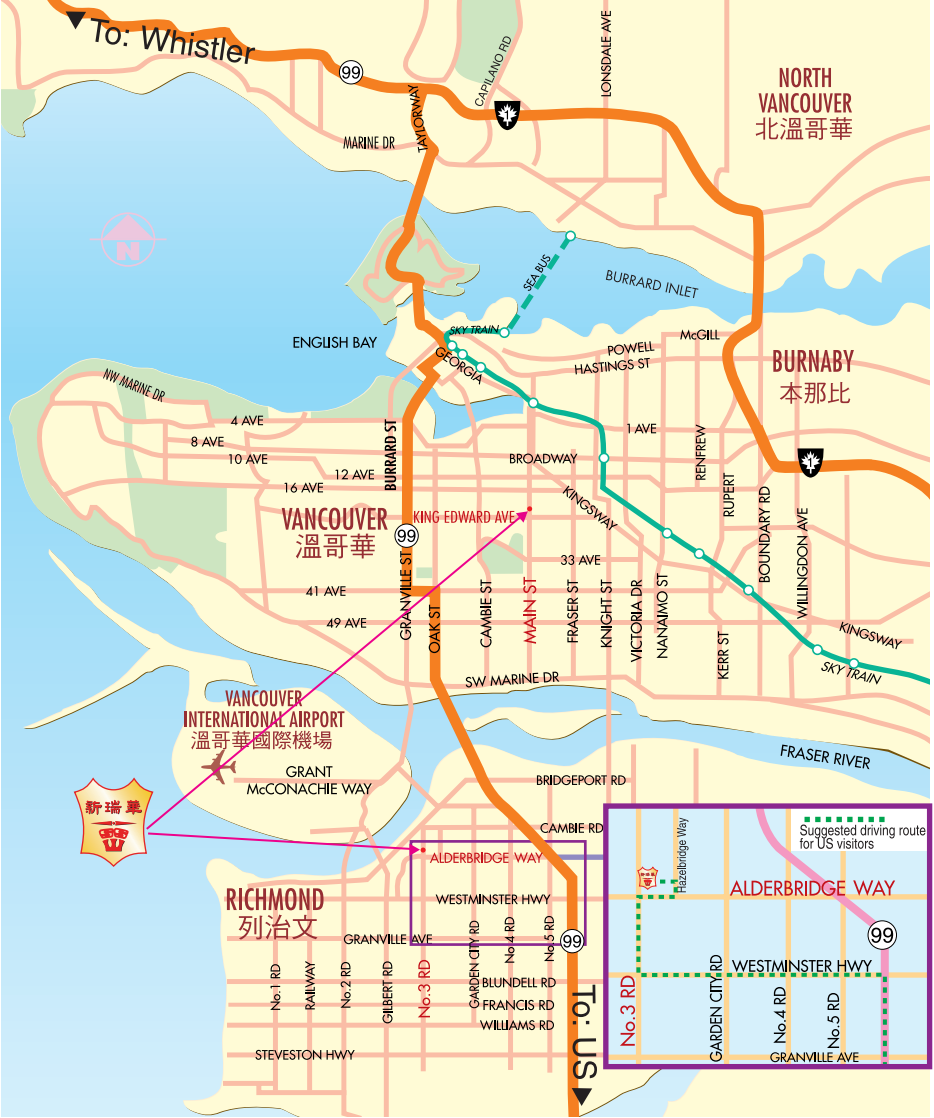 To: Whistler
99
TAYLORWAY
CAPILANO RD
1
LONSDALE AVE
NORTH
VANCOUVER
北溫哥華
MARINE DR
N
SEA BUS
BURRARD INLET
SKY TRAIN
ENGLISH BAY
GEORGIA
McGILL
POWELL
HASTINGS ST
BURNABY
本那比
NW MARINE DR
4 AVE
8 AVE
10 AVE
12 AVE
16 AVE
BURRARD ST
1 AVE
BROADWAY
RENFREW
1
RUPERT
KINGSWAY
BOUNDARY RD
WILLINGDON AVE
VANCOUVER
溫哥華
KING EDWARD AVE
99
33 AVE
41 AVE
49 AVE
GRANVILLE ST
OAK ST
CAMBIE ST
MAIN ST
FRASER ST
KNIGHT ST
VICTORIA DR
NANAIMO ST
KERR ST
KINGSWAY
SKY TRAIN
SW MARINE DR
VANCOUVER
INTERNATIONAL AIRPORT
溫哥華國際機場
GRANT
McCONACHIE WAY
FRASER RIVER
BRIDGEPORT RD
新瑞華
CAMBIE RD
ALDERBRIDGE WAY
RICHMOND
列治文
WESTMINSTER HWY
GRANVILLE AVE
99
No.1 RD
RAILWAY
No.2 RD
GILBERT RD
No.3 RD
GARDEN CITY RD
No.4 RD
No.5 RD
BLUNDELL RD
FRANCIS RD
WILLIAMS RD
STEVESTON HWY
To: US
Suggested driving route
for US visitors
Hazelbridge Way
ALDERBRIDGE WAY
99
WESTMINSTER HWY
No.3 RD
GARDEN CITY RD
No.4 RD
No.5 RD
GRANVILLE AVE